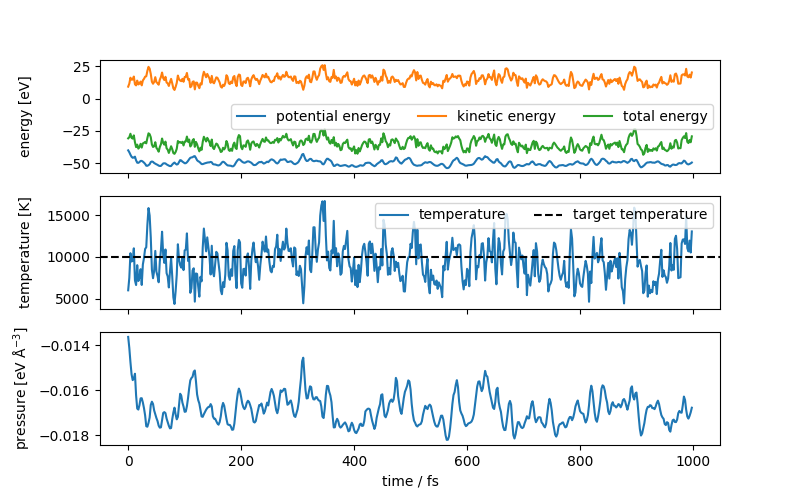 energy [eV]
25
0
−25
−50
potential energy
kinetic energy
total energy
temperature [K]
15000
10000
5000
temperature
target temperature
pressure [eV Å⁻³]
−0.014
−0.016
−0.018
0
200
400
600
800
1000
time / fs